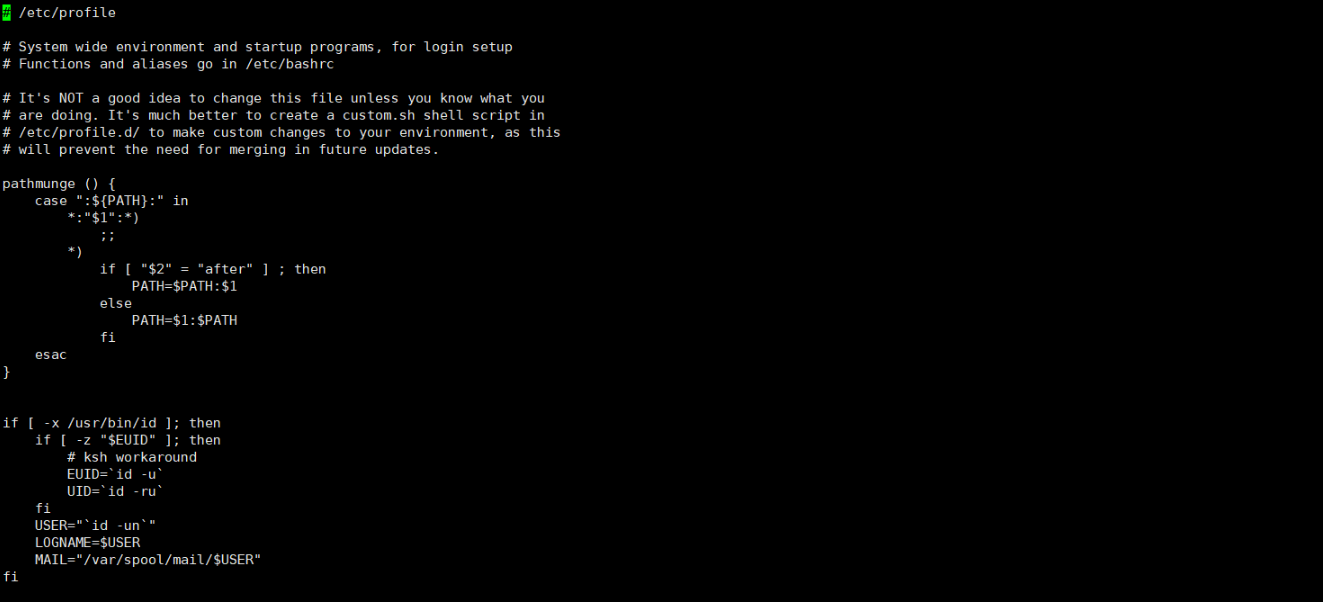 # /etc/profile

# System wide environment and startup programs, for login setup
# Functions and aliases go in /etc/bashrc

# It's NOT a good idea to change this file unless you know what you
# are doing. It's much better to create a custom.sh shell script in
# /etc/profile.d/ to make custom changes to your environment, as this
# will prevent the need for merging in future updates.

pathmunge () {
    case ":${PATH}:" in
        *:"$1":*)
            ;;
        *)
            if [ "$2" = "after" ] ; then
                PATH=$PATH:$1
            else
                PATH=$1:$PATH
            fi
    esac
}


if [ -x /usr/bin/id ]; then
    if [ -z "$EUID" ]; then
        # ksh workaround
        EUID=`id -u`
        UID=`id -ru`
    fi
    USER="`id -un`"
    LOGNAME=$USER
    MAIL="/var/spool/mail/$USER"
fi